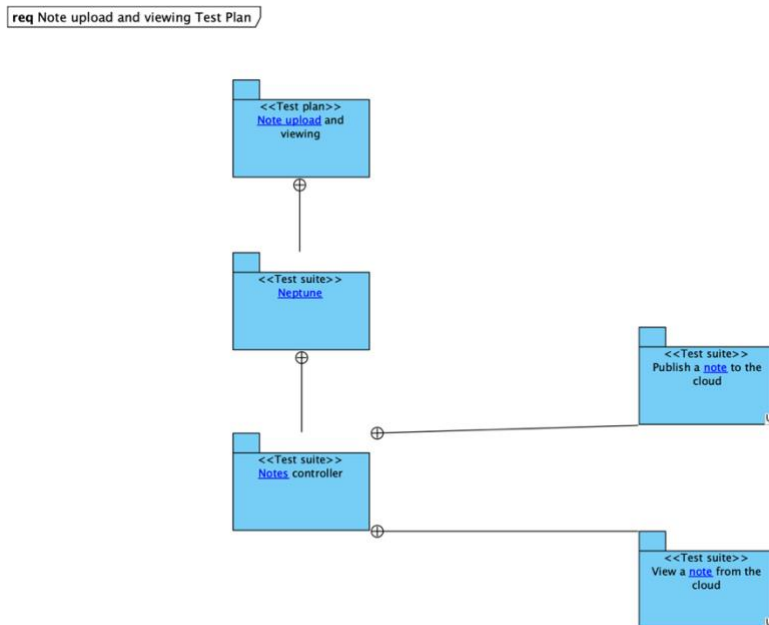 req Note upload and viewing Test Plan
<<Test plan>>
Note upload and
viewing
<<Test suite>>
Neptune
<<Test suite>>
Publish a note to the
cloud
<<Test suite>>
Notes controller
<<Test suite>>
View a note from the
cloud